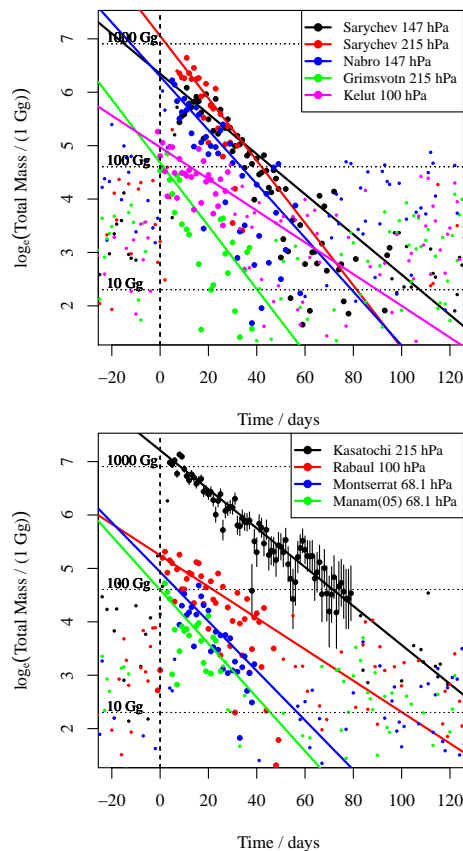 Sarychev 147 hPa
Sarychev 215 hPa
Nabro 147 hPa
Grimsvotn 215 hPa
Kelut 100 hPa
1000 Gg
100 Gg
10 Gg
7
6
5
4
3
2
logₑ(Total Mass / (1 Gg))
−20 0 20 40 60 80 100 120
Time / days
Kasatochi 215 hPa
Rabaul 100 hPa
Montserrat 68.1 hPa
Manam(05) 68.1 hPa
1000 Gg
100 Gg
10 Gg
7
6
5
4
3
2
logₑ(Total Mass / (1 Gg))
−20 0 20 40 60 80 100 120
Time / days